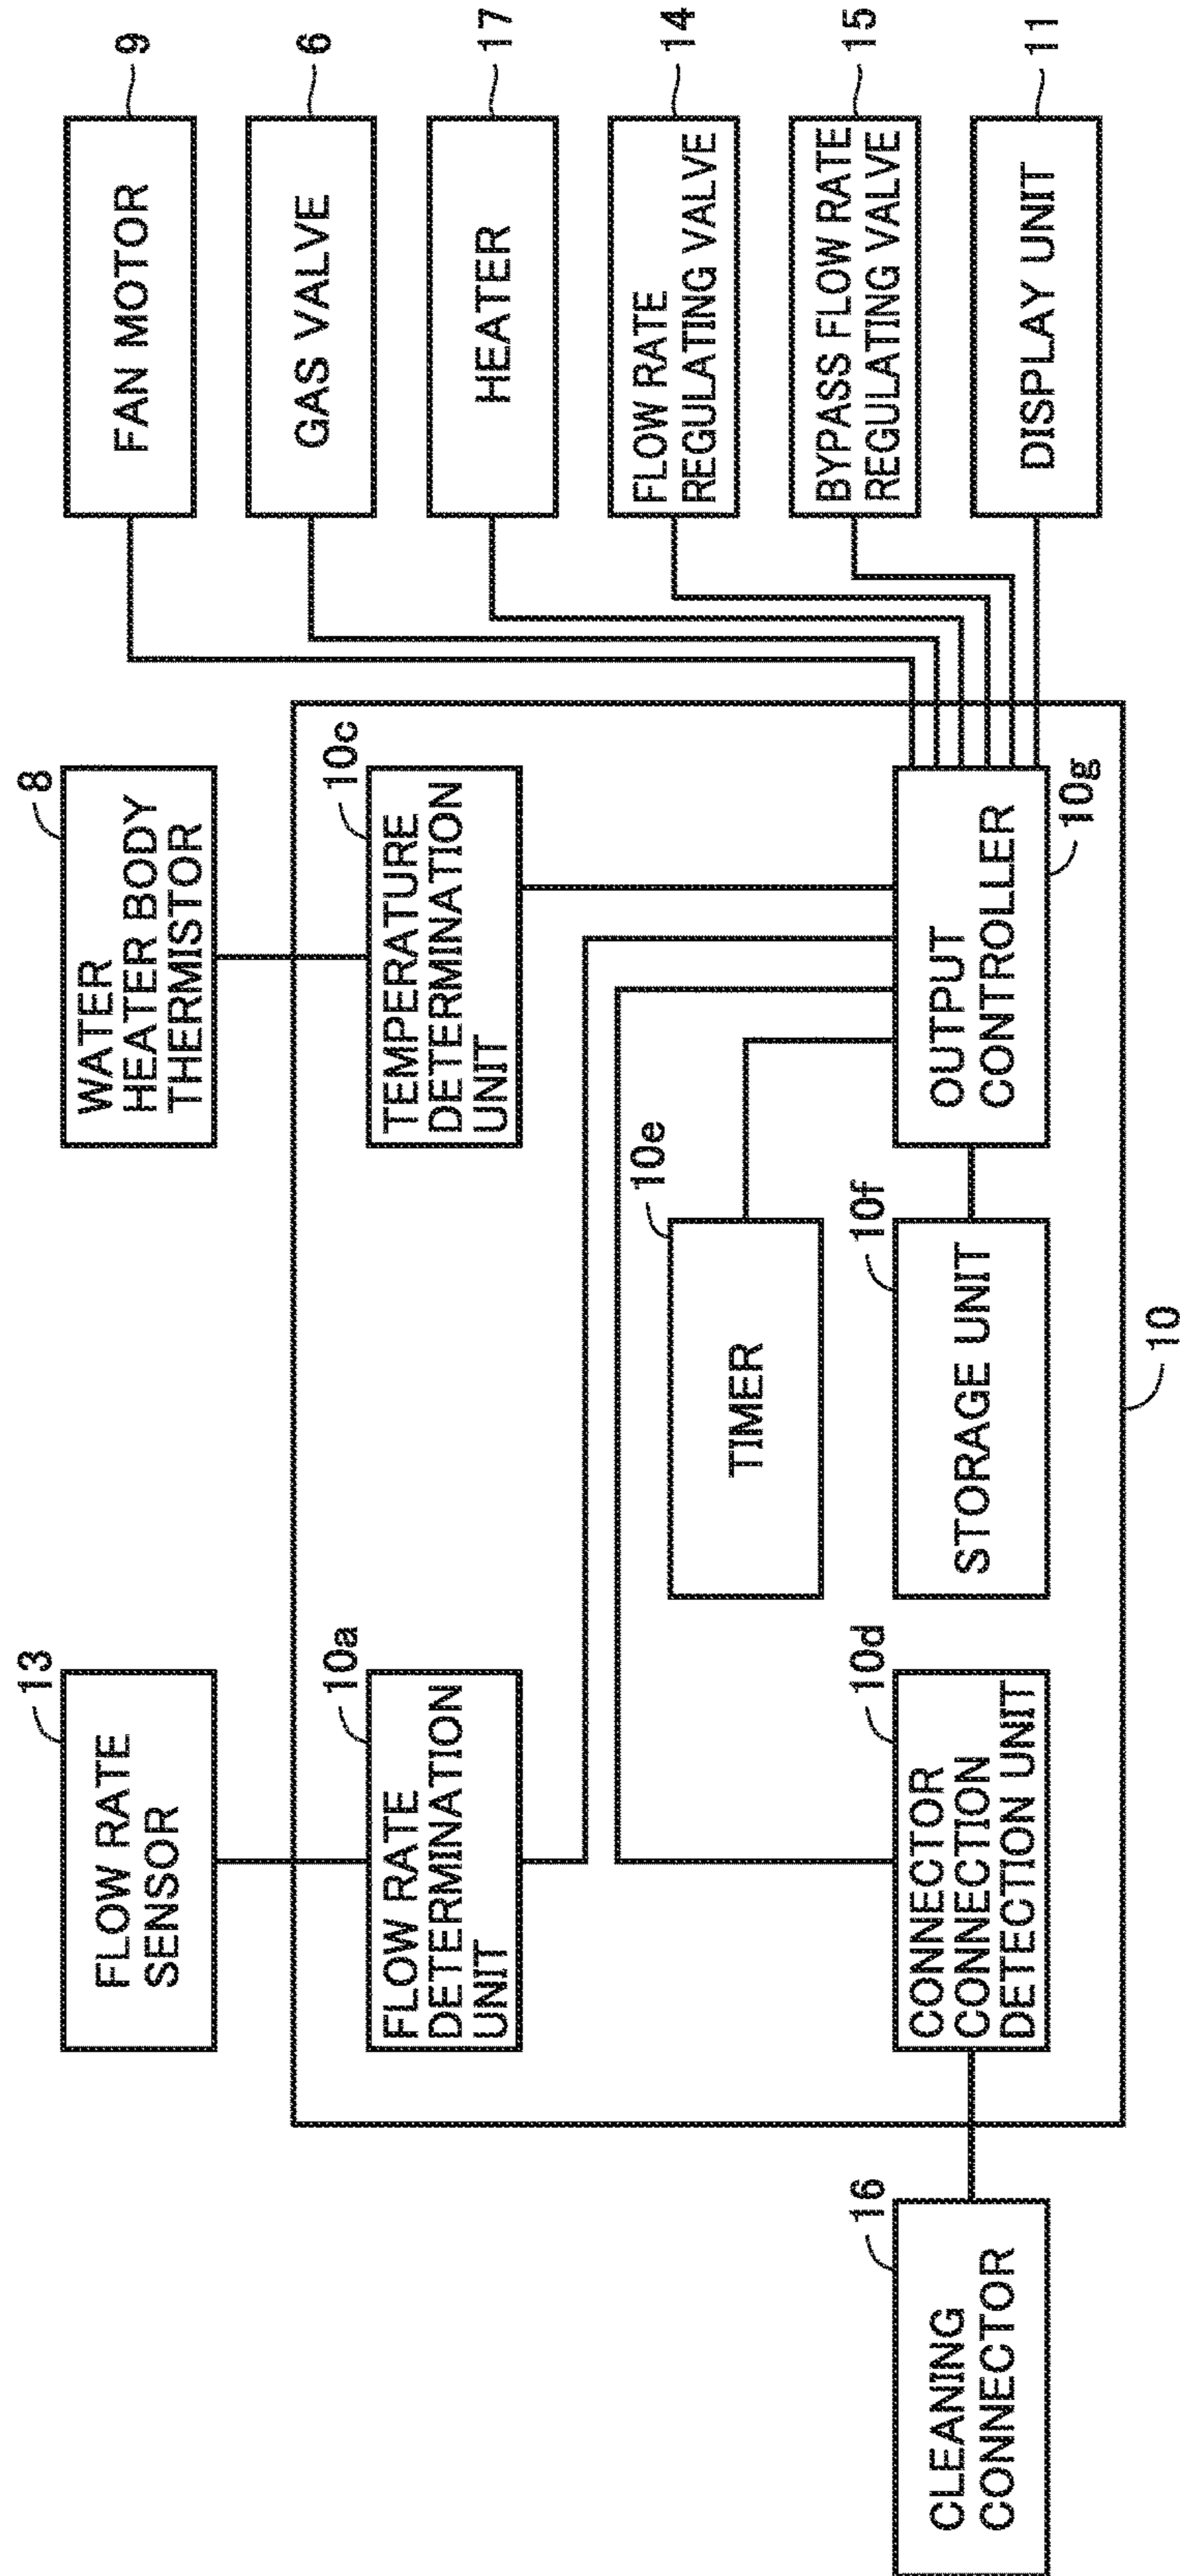 13
FLOW RATE
SENSOR
8
WATER
HEATER BODY
THERMISTOR
FAN MOTOR
9
GAS VALVE
6
HEATER
17
FLOW RATE
REGULATING VALVE
14
BYPASS FLOW RATE
REGULATING VALVE
15
DISPLAY UNIT
11
10a
FLOW RATE
DETERMINATION
UNIT
10c
TEMPERATURE
DETERMINATION
UNIT
10e
TIMER
16
CLEANING
CONNECTOR
10d
CONNECTOR
CONNECTION
DETECTION UNIT
10f
STORAGE UNIT
OUTPUT
CONTROLLER
10g
10